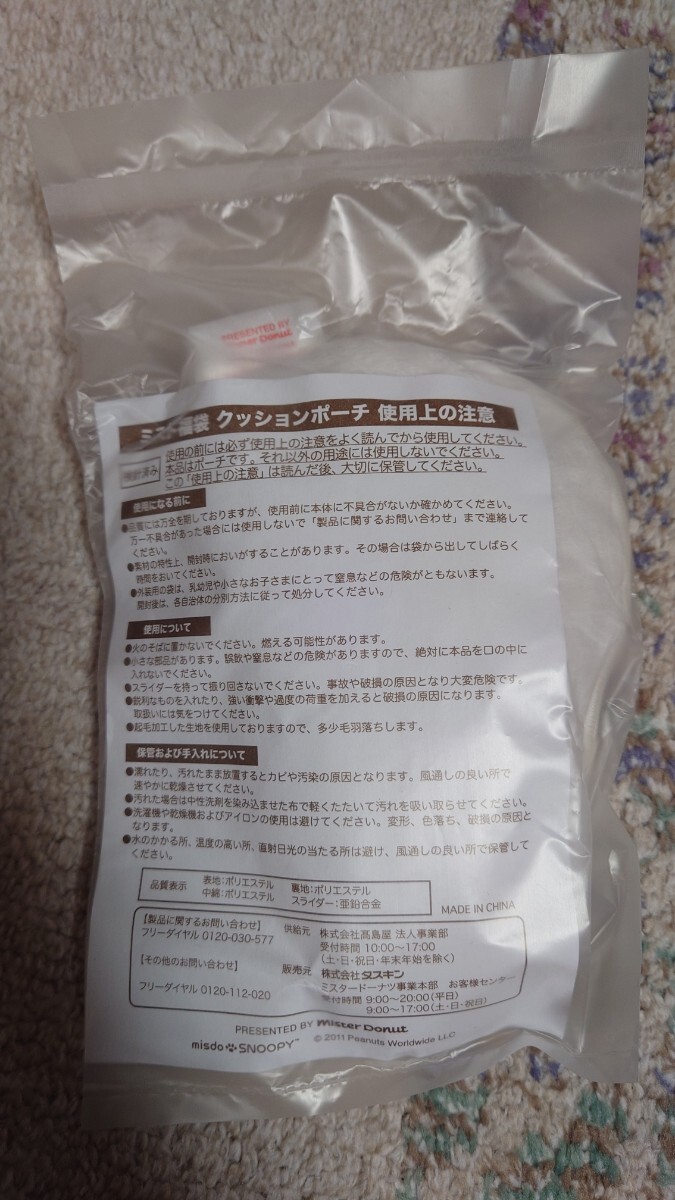 PRESENTED BY
Mister Donut
ミスド福袋 クッションポーチ 使用上の注意
検針済み
使用の前には必ず使用上の注意をよく読んでから使用してください。
本品はポーチです。それ以外の用途には使用しないでください。
この「使用上の注意」は読んだ後、大切に保管してください。
使用になる前に
●品質には万全を期しておりますが、使用前に本体に不具合がないか確かめてください。
万一不具合があった場合には使用しないで「製品に関するお問い合わせ」まで連絡して
ください。
●素材の特性上、開封時においがすることがあります。その場合は袋から出してしばらく
時間をおいてください。
●外装用の袋は、乳幼児や小さなお子さまにとって窒息などの危険がともないます。
開封後は、各自治体の分別方法に従って処分してください。
使用について
●火のそばに置かないでください。燃える可能性があります。
●小さな部品があります。誤飲や窒息などの危険がありますので、絶対に本品を口の中に
入れないでください。
●スライダーを持って振り回さないでください。事故や破損の原因となり大変危険です。
●鋭利なものを入れたり、強い衝撃や過度の荷重を加えると破損の原因になります。
取扱いには気をつけてください。
●起毛加工した生地を使用しておりますので、多少毛羽落ちします。
保管および手入れについて
●濡れたり、汚れたまま放置するとカビや汚染の原因となります。風通しの良い所で
速やかに乾燥させてください。
●汚れた場合は中性洗剤を染み込ませた布で軽くたたいて汚れを吸い取らせてください。
●洗濯機や乾燥機およびアイロンの使用は避けてください。変形、色落ち、破損の原因と
なります。
●水のかかる所、温度の高い所、直射日光の当たる所は避け、風通しの良い所で保管して
ください。
品質表示 表地:ポリエステル 裏地:ポリエステル
中綿:ポリエステル スライダー:亜鉛合金
MADE IN CHINA
【製品に関するお問い合わせ】 供給元 株式会社髙島屋 法人事業部
フリーダイヤル 0120-030-577 受付時間 10:00〜17:00
(土・日・祝日・年末年始を除く)
【その他のお問い合わせ】 販売元 株式会社ダスキン
ミスタードーナツ事業本部 お客様センター
フリーダイヤル 0120-112-020 受付時間 9:00〜20:00(平日)
9:00〜17:00(土・日・祝日)
PRESENTED BY Mister Donut
misdo SNOOPY™ © 2011 Peanuts Worldwide LLC